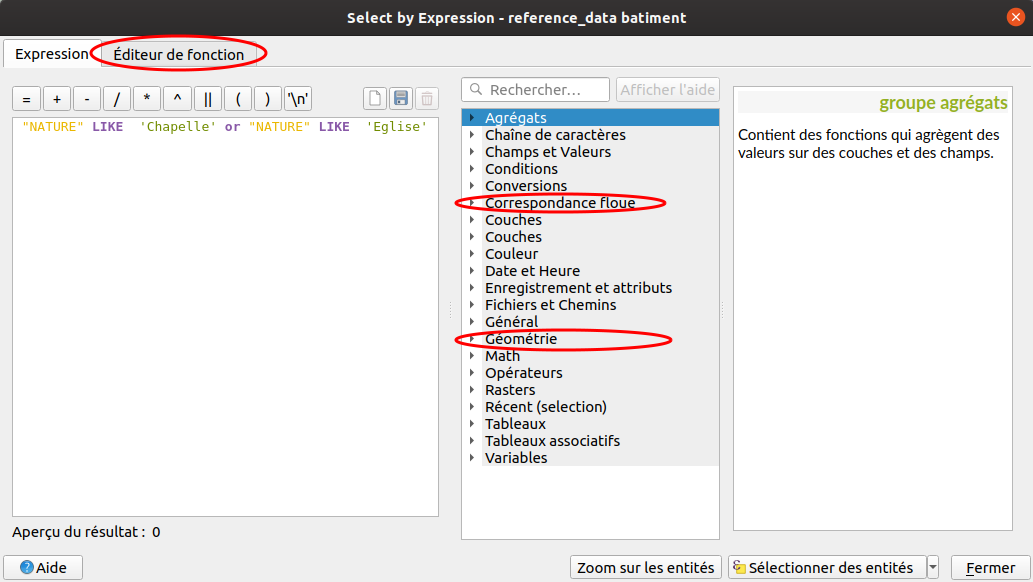 Select by Expression - reference_data batiment
Expression
Éditeur de fonction
= + - / * ^ || ( ) '\n'
"NATURE" LIKE 'Chapelle' or "NATURE" LIKE 'Eglise'
Aperçu du résultat : 0
Rechercher...
Afficher l'aide
Agrégats
Chaîne de caractères
Champs et Valeurs
Conditions
Conversions
Correspondance floue
Couches
Couches
Couleur
Date et Heure
Enregistrement et attributs
Fichiers et Chemins
Général
Géométrie
Math
Opérateurs
Rasters
Récent (selection)
Tableaux
Tableaux associatifs
Variables
groupe agrégats
Contient des fonctions qui agrègent des
valeurs sur des couches et des champs.
Aide
Zoom sur les entités
Sélectionner des entités
Fermer